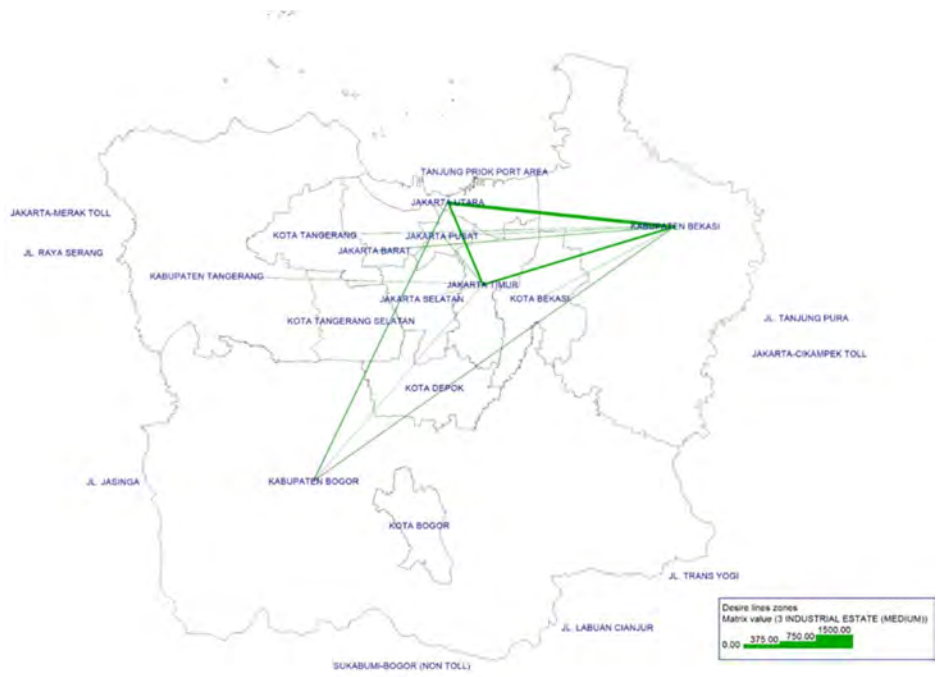 TANJUNG PRIOK PORT AREA
JAKARTA UTARA
JAKARTA-MERAK TOLL
KABUPATEN BEKASI
KOTA TANGERANG
JAKARTA PUSAT
JAKARTA BARAT
JL. RAYA SERANG
KABUPATEN TANGERANG
JAKARTA TIMUR
JAKARTA SELATAN
KOTA BEKASI
KOTA TANGERANG SELATAN
JL. TANJUNG PURA
JAKARTA-CIKAMPEK TOLL
KOTA DEPOK
JL. JASINGA
KABUPATEN BOGOR
KOTA BOGOR
JL. TRANS YOGI
JL. LABUAN CIANJUR
SUKABUMI-BOGOR (NON TOLL)
Desire lines zones
Matrix value (3 INDUSTRIAL ESTATE (MEDIUM))
0.00 375.00 750.00 1500.00